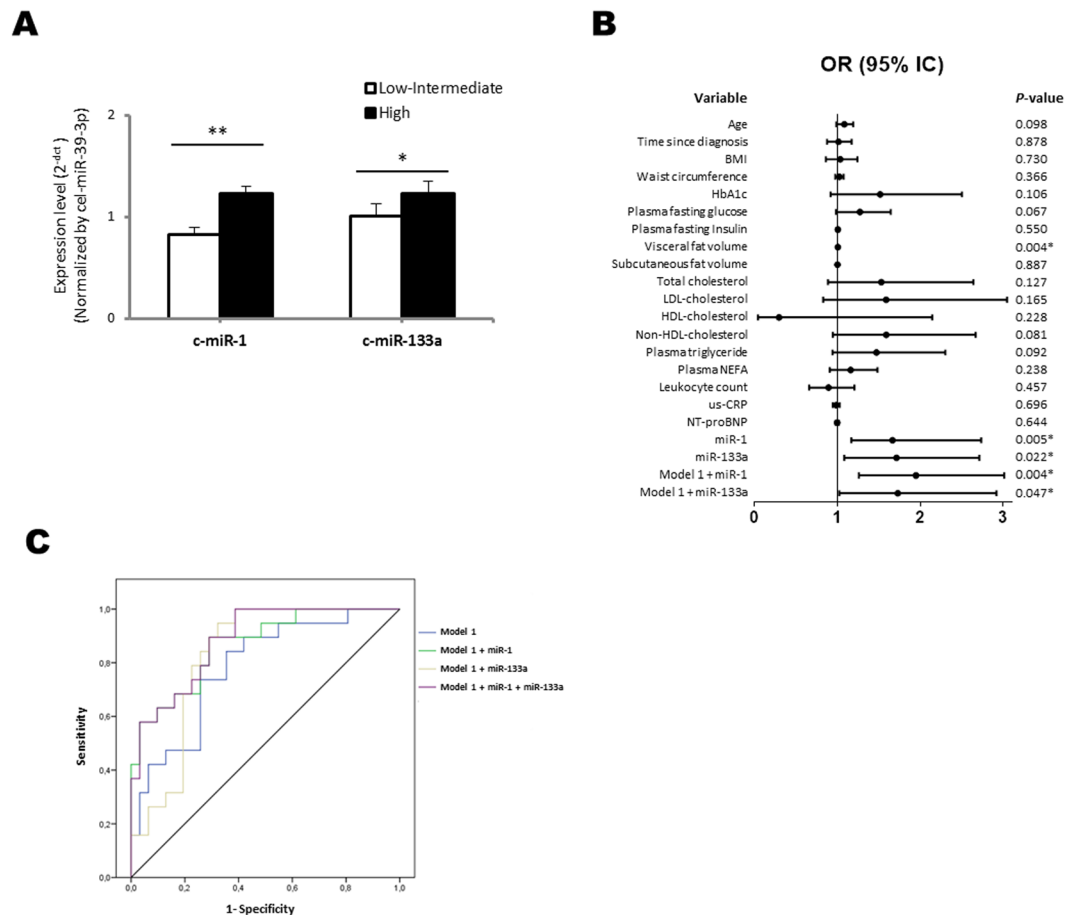 A
Low-Intermediate
High
Expression level (2-dct )
(Normalized by cel-miR-39-3p)
2
1
0
**
*
c-miR-1
c-miR-133a
B
OR (95% IC)
Variable P-value
Age 0.098
Time since diagnosis 0.878
BMI 0.730
Waist circumference 0.366
HbA1c 0.106
Plasma fasting glucose 0.067
Plasma fasting Insulin 0.550
Visceral fat volume 0.004*
Subcutaneous fat volume 0.887
Total cholesterol 0.127
LDL-cholesterol 0.165
HDL-cholesterol 0.228
Non-HDL-cholesterol 0.081
Plasma triglyceride 0.092
Plasma NEFA 0.238
Leukocyte count 0.457
us-CRP 0.696
NT-proBNP 0.644
miR-1 0.005*
miR-133a 0.022*
Model 1 + miR-1 0.004*
Model 1 + miR-133a 0.047*
0 1 2 3
C
Sensitivity
1,0
0,8
0,6
0,4
0,2
0,0
0,0 0,2 0,4 0,6 0,8 1,0
1- Specificity
Model 1
Model 1 + miR-1
Model 1 + miR-133a
Model 1 + miR-1 + miR-133a